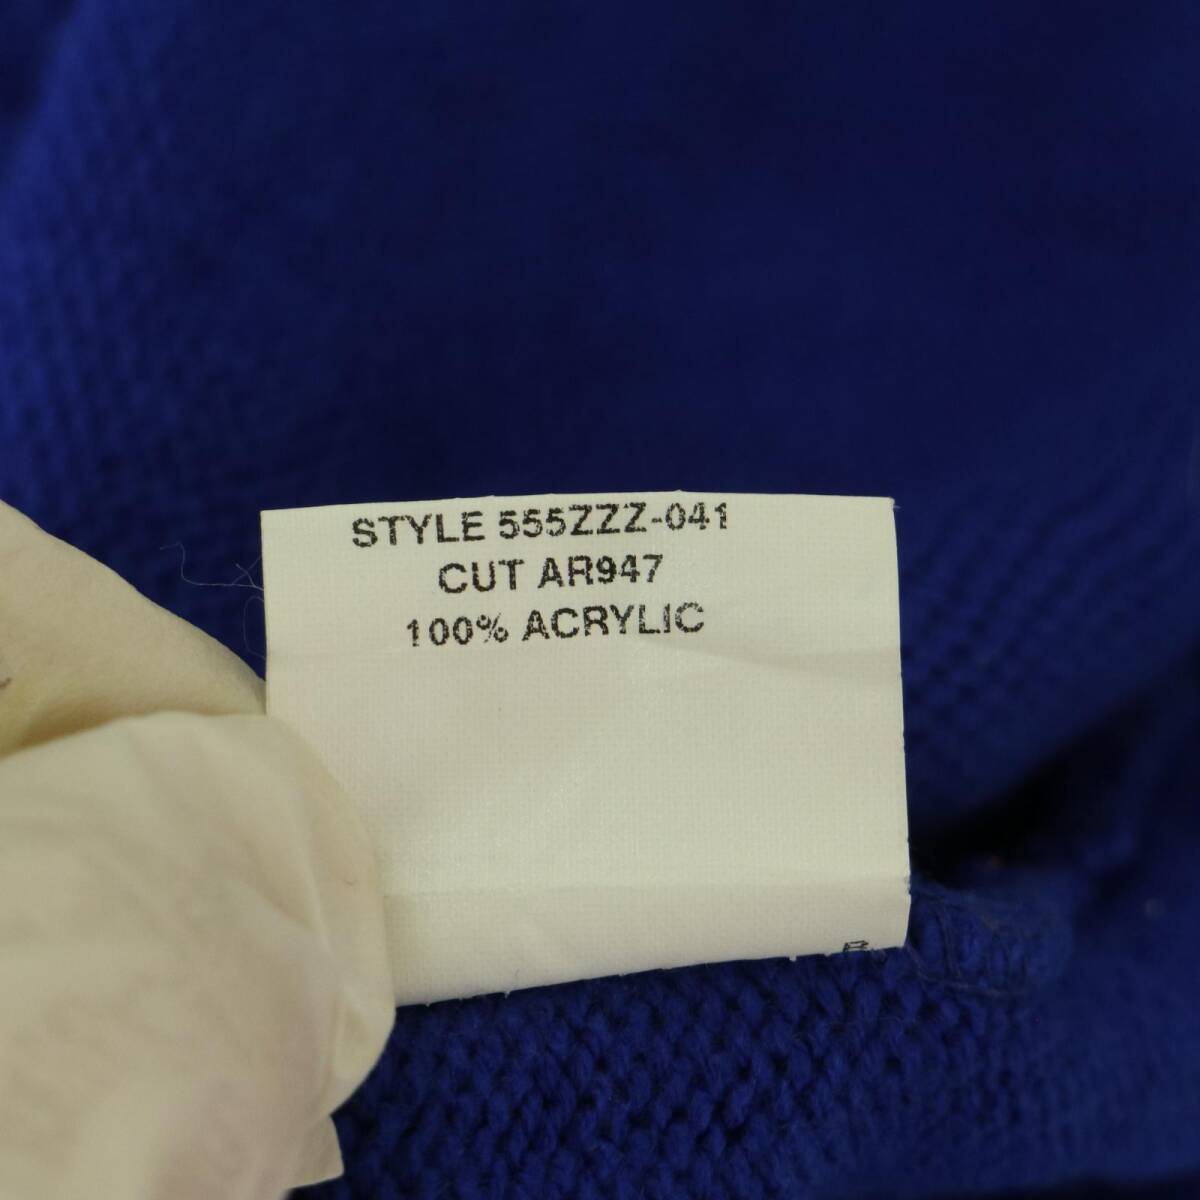 STYLE 555ZZZ-041
CUT AR947
100% ACRYLIC